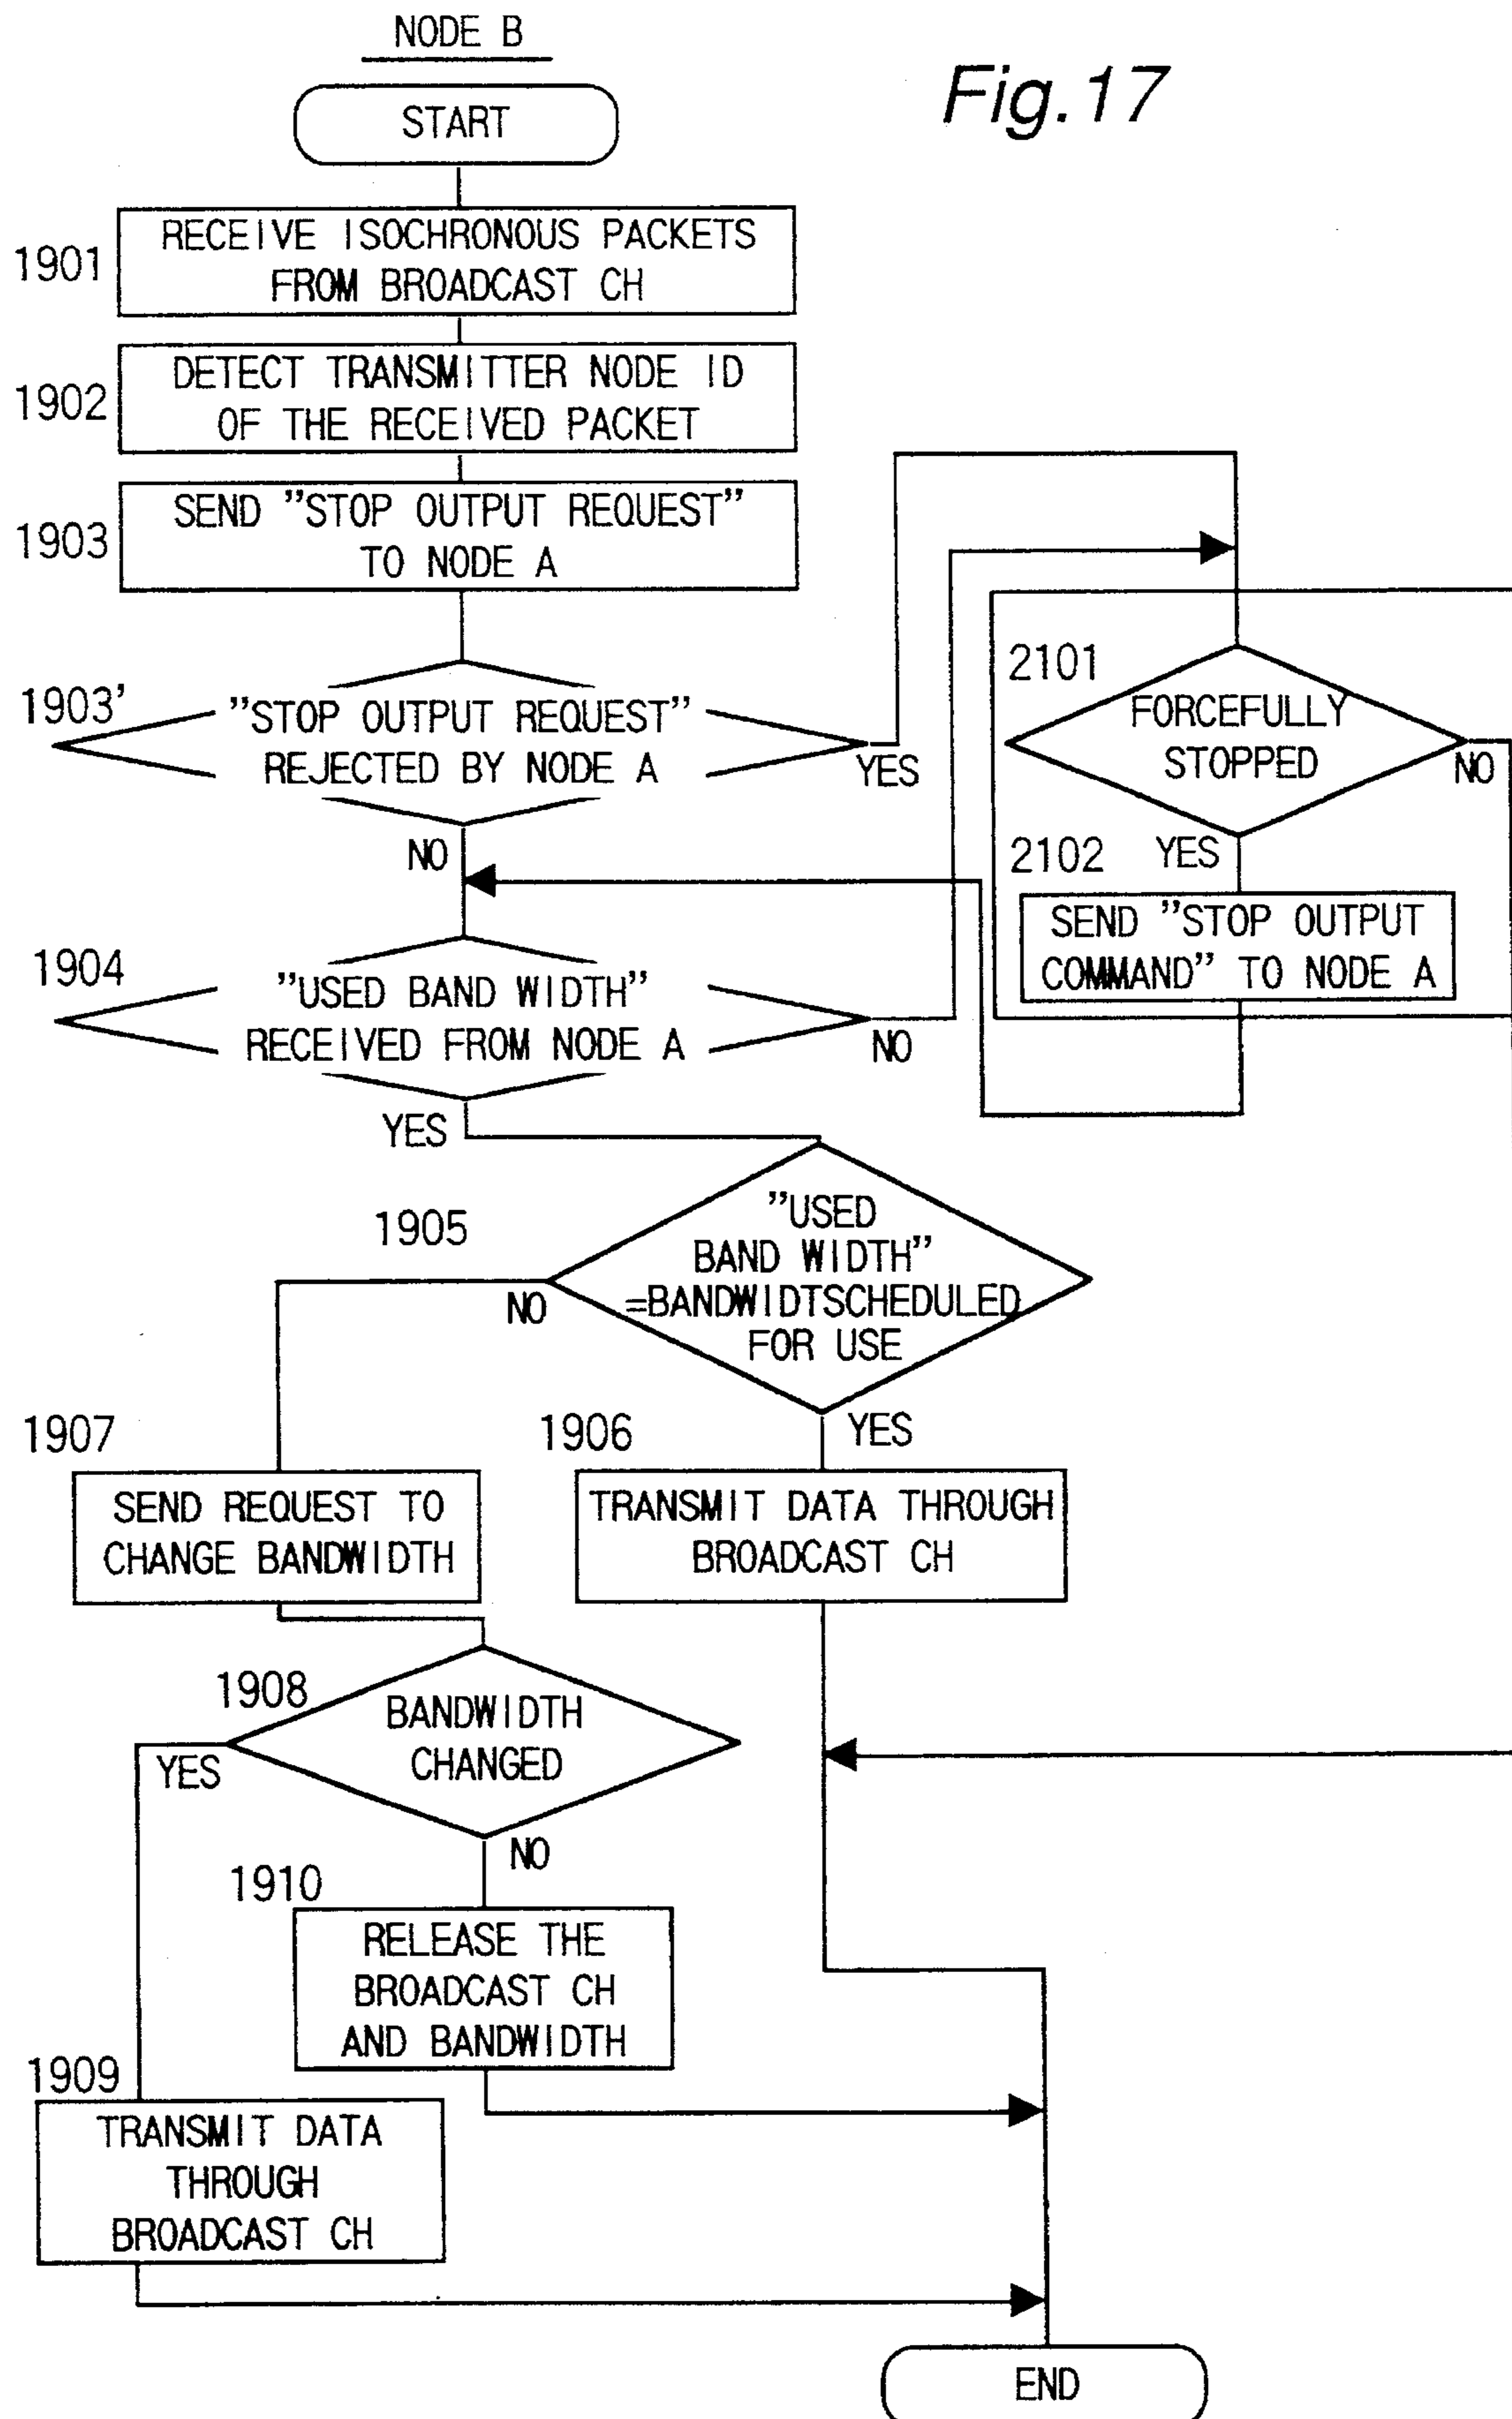 NODE B
Fig.17
START
1901
RECEIVE ISOCHRONOUS PACKETS
FROM BROADCAST CH
1902
DETECT TRANSMITTER NODE ID
OF THE RECEIVED PACKET
1903
SEND "STOP OUTPUT REQUEST"
TO NODE A
1903'
"STOP OUTPUT REQUEST"
REJECTED BY NODE A
YES
NO
2101
FORCEFULLY
STOPPED
NO
YES
2102
SEND "STOP OUTPUT
COMMAND" TO NODE A
1904
"USED BAND WIDTH"
RECEIVED FROM NODE A
NO
YES
1905
"USED
BAND WIDTH"
=BANDWIDTSCHEDULED
FOR USE
NO
YES
1907
SEND REQUEST TO
CHANGE BANDWIDTH
1906
TRANSMIT DATA THROUGH
BROADCAST CH
1908
BANDWIDTH
CHANGED
YES
NO
1910
RELEASE THE
BROADCAST CH
AND BANDWIDTH
1909
TRANSMIT DATA
THROUGH
BROADCAST CH
END